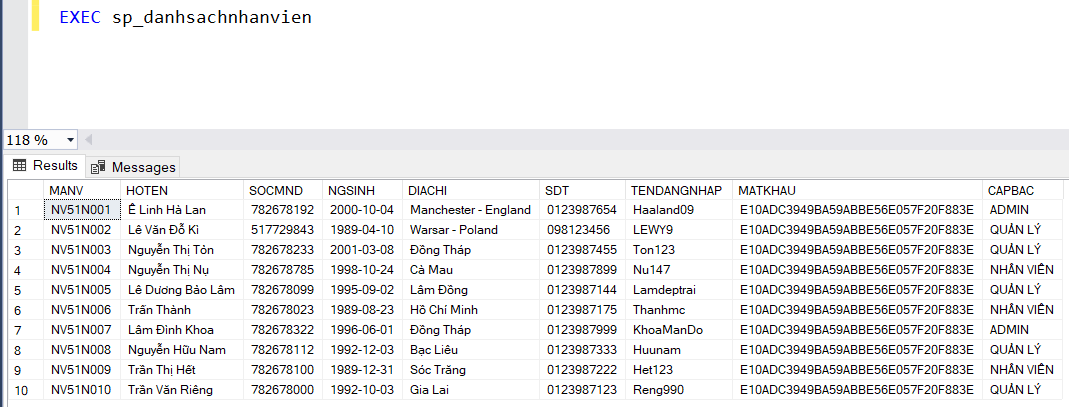 EXEC sp_danhsachnhanvien
118 %
Results Messages
MANV HOTEN SOCMND NGSINH DIACHI SDT TENDANGNHAP MATKHAU CAPBAC
1 NV51N001 Ê Linh Hà Lan 782678192 2000-10-04 Manchester - England 0123987654 Haaland09 E10ADC3949BA59ABBE56E057F20F883E ADMIN
2 NV51N002 Lê Văn Đỗ Kì 517729843 1989-04-10 Warsar - Poland 098123456 LEWY9 E10ADC3949BA59ABBE56E057F20F883E QUẢN LÝ
3 NV51N003 Nguyễn Thị Tỏn 782678233 2001-03-08 Đồng Tháp 0123987455 Ton123 E10ADC3949BA59ABBE56E057F20F883E QUẢN LÝ
4 NV51N004 Nguyễn Thị Nụ 782678785 1998-10-24 Cà Mau 0123987899 Nu147 E10ADC3949BA59ABBE56E057F20F883E NHÂN VIÊN
5 NV51N005 Lê Dương Bảo Lâm 782678099 1995-09-02 Lâm Đồng 0123987144 Lamdeptrai E10ADC3949BA59ABBE56E057F20F883E QUẢN LÝ
6 NV51N006 Trấn Thành 782678023 1989-08-23 Hồ Chí Minh 0123987175 Thanhmc E10ADC3949BA59ABBE56E057F20F883E NHÂN VIÊN
7 NV51N007 Lâm Đình Khoa 782678322 1996-06-01 Đồng Tháp 0123987999 KhoaManDo E10ADC3949BA59ABBE56E057F20F883E ADMIN
8 NV51N008 Nguyễn Hữu Nam 782678112 1992-12-03 Bạc Liêu 0123987333 Huunam E10ADC3949BA59ABBE56E057F20F883E QUẢN LÝ
9 NV51N009 Trần Thị Hết 782678100 1989-12-31 Sóc Trăng 0123987222 Het123 E10ADC3949BA59ABBE56E057F20F883E NHÂN VIÊN
10 NV51N010 Trần Văn Riêng 782678000 1992-10-03 Gia Lai 0123987123 Reng990 E10ADC3949BA59ABBE56E057F20F883E QUẢN LÝ